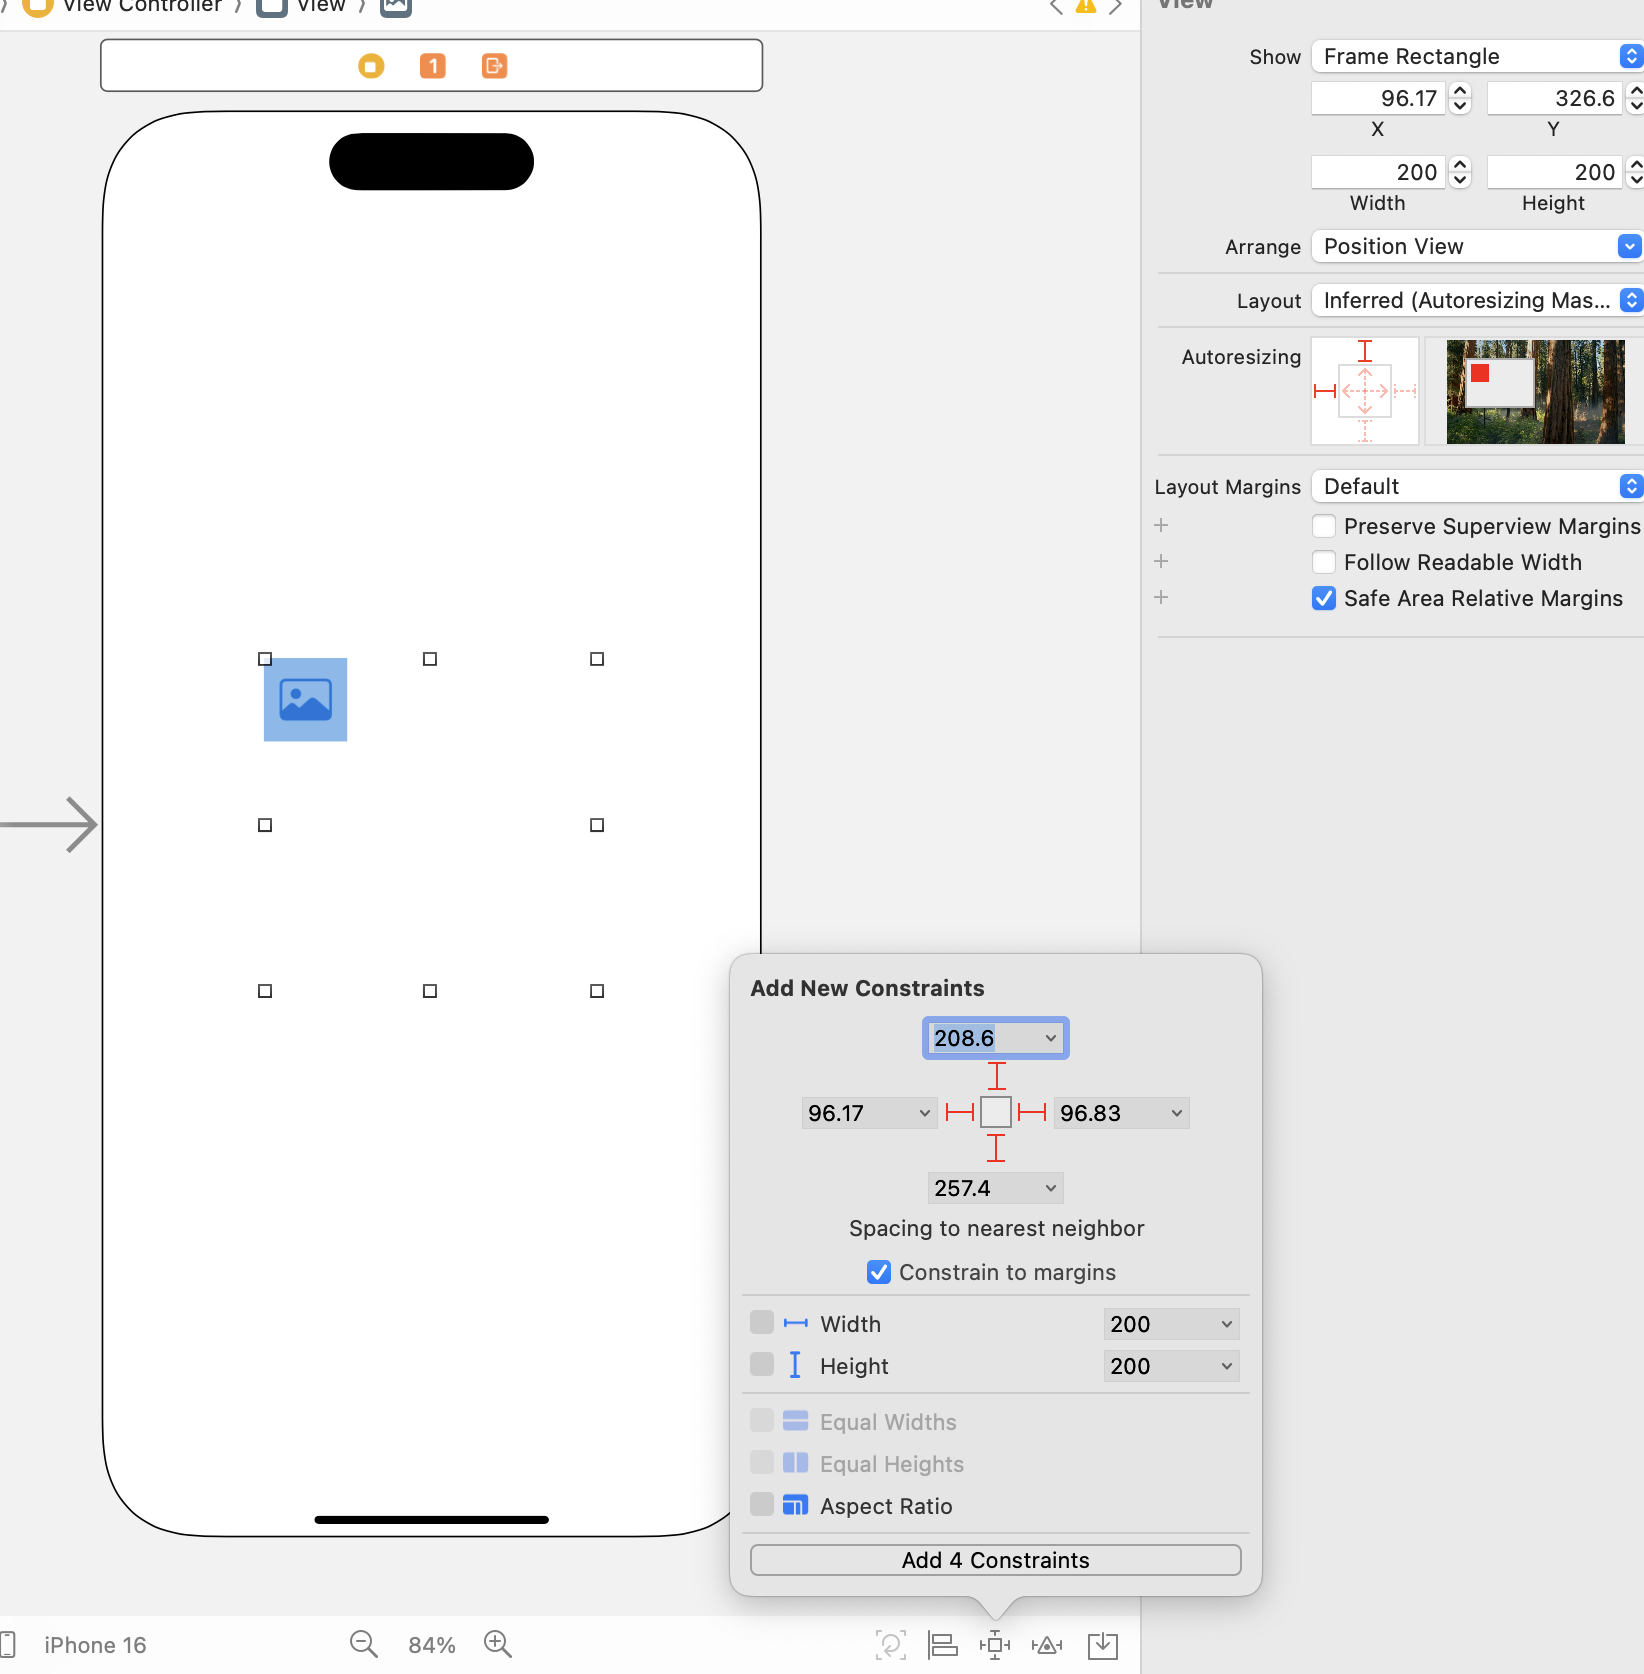 View Controller
View
View
1
Show Frame Rectangle
96.17 326.6
X Y
200 200
Width Height
Arrange Position View
Layout Inferred (Autoresizing Mas...
Autoresizing
Layout Margins Default
Preserve Superview Margins
Follow Readable Width
Safe Area Relative Margins
Add New Constraints
208.6
96.17 96.83
257.4
Spacing to nearest neighbor
Constrain to margins
Width 200
Height 200
Equal Widths
Equal Heights
Aspect Ratio
Add 4 Constraints
iPhone 16 84%